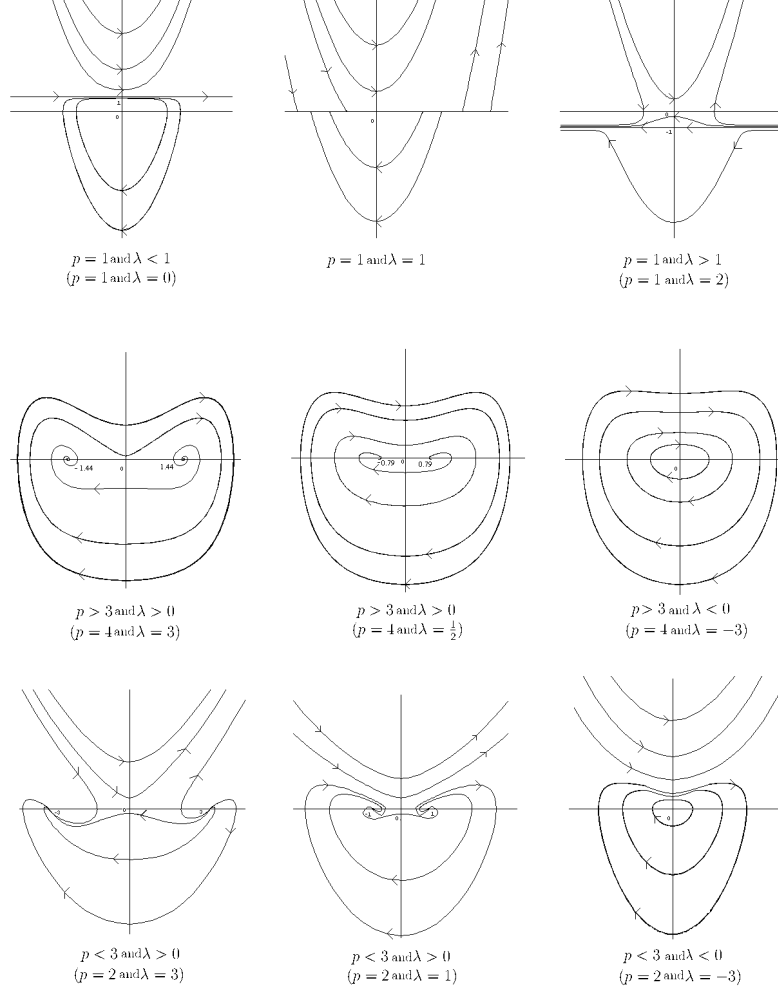 1
0
0
0
-1
p = 1 and λ < 1
(p = 1 and λ = 0)
p = 1 and λ = 1
p = 1 and λ > 1
(p = 1 and λ = 2)
-1.44 0 1.44
-0.79 0 0.79
0
p > 3 and λ > 0
(p = 4 and λ = 3)
p > 3 and λ > 0
(p = 4 and λ = 1/2)
p > 3 and λ < 0
(p = 4 and λ = -3)
-3 0 3
-1 0 1
0
p < 3 and λ > 0
(p = 2 and λ = 3)
p < 3 and λ > 0
(p = 2 and λ = 1)
p < 3 and λ < 0
(p = 2 and λ = -3)